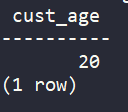 cust_age
----------
20
(1 row)